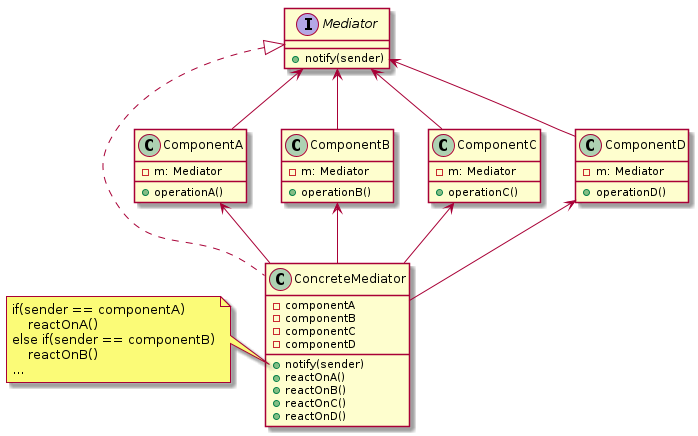 I Mediator
notify(sender)
C ComponentA
m: Mediator
operationA()
C ComponentB
m: Mediator
operationB()
C ComponentC
m: Mediator
operationC()
C ComponentD
m: Mediator
operationD()
C ConcreteMediator
componentA
componentB
componentC
componentD
notify(sender)
reactOnA()
reactOnB()
reactOnC()
reactOnD()
if(sender == componentA)
reactOnA()
else if(sender == componentB)
reactOnB()
...